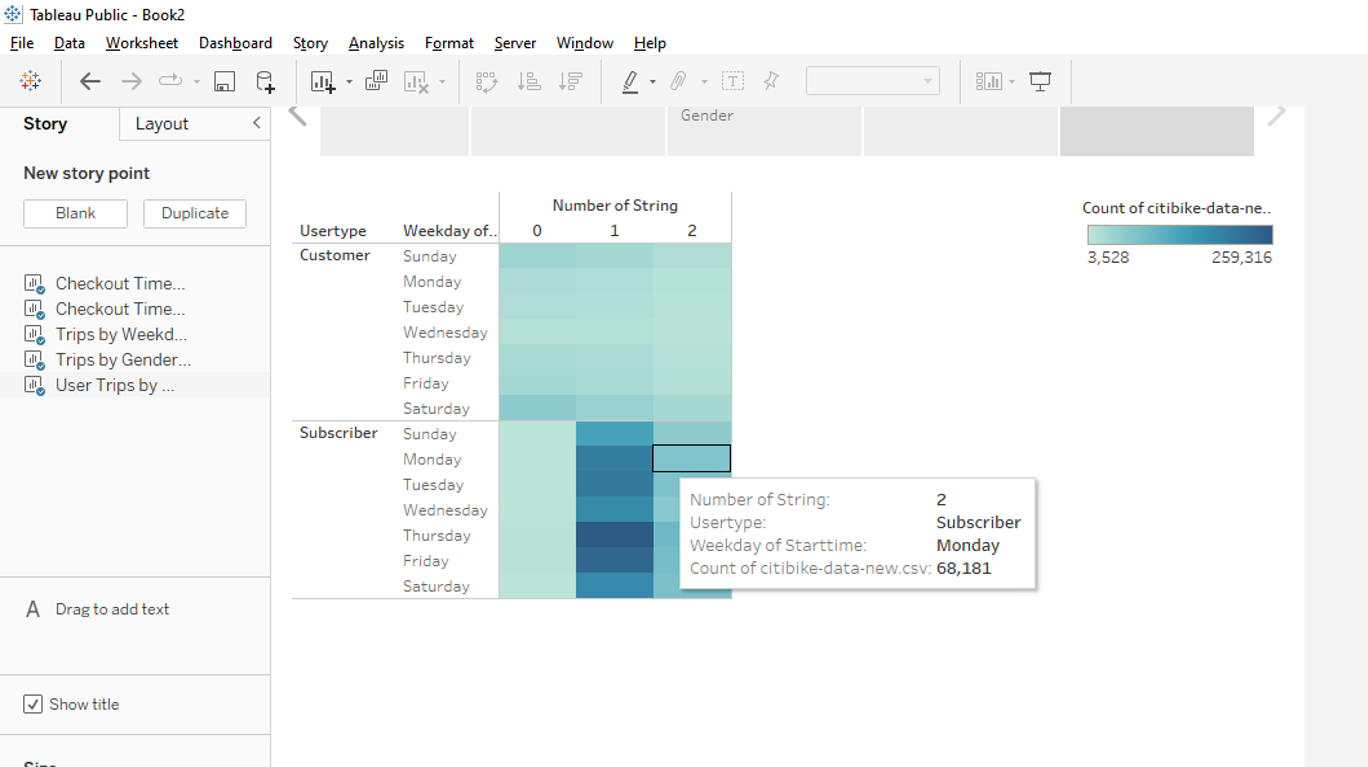 Tableau Public - Book2
File Data Worksheet Dashboard Story Analysis Format Server Window Help
Story Layout
Gender
New story point
Blank Duplicate
Checkout Time...
Checkout Time...
Trips by Weekd...
Trips by Gender...
User Trips by ...
A Drag to add text
Show title
Number of String
Usertype Weekday of.. 0 1 2
Customer Sunday
Monday
Tuesday
Wednesday
Thursday
Friday
Saturday
Subscriber Sunday
Monday
Tuesday
Wednesday
Thursday
Friday
Saturday
Number of String: 2
Usertype: Subscriber
Weekday of Starttime: Monday
Count of citibike-data-new.csv: 68,181
Count of citibike-data-ne..
3,528 259,316